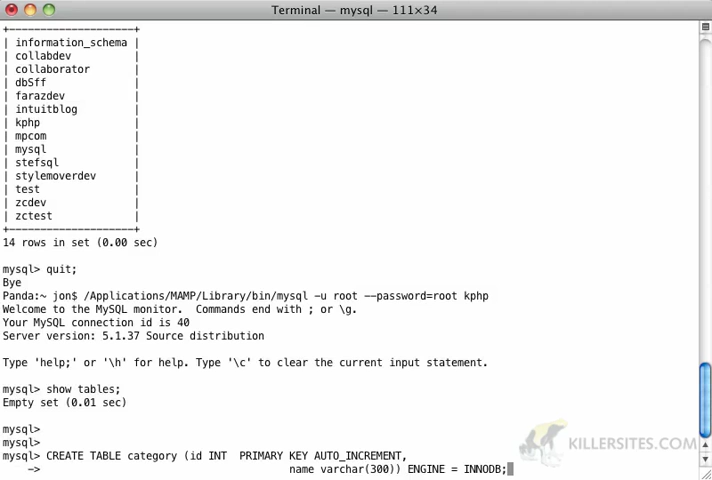 Terminal — mysql — 111×34
+--------------------+
| information_schema |
| collabdev |
| collaborator |
| dbSff |
| farazdev |
| intuitblog |
| kphp |
| mpcom |
| mysql |
| stefsql |
| stylemoverdev |
| test |
| zcdev |
| zctest |
+--------------------+
14 rows in set (0.00 sec)
mysql> quit;
Bye
Panda:~ jon$ /Applications/MAMP/Library/bin/mysql -u root --password=root kphp
Welcome to the MySQL monitor.  Commands end with ; or \g.
Your MySQL connection id is 40
Server version: 5.1.37 Source distribution
Type 'help;' or '\h' for help. Type '\c' to clear the current input statement.
mysql> show tables;
Empty set (0.01 sec)
mysql>
mysql>
mysql> CREATE TABLE category (id INT  PRIMARY KEY AUTO_INCREMENT,
-> name varchar(300)) ENGINE = INNODB;
KILLERSITES.COM